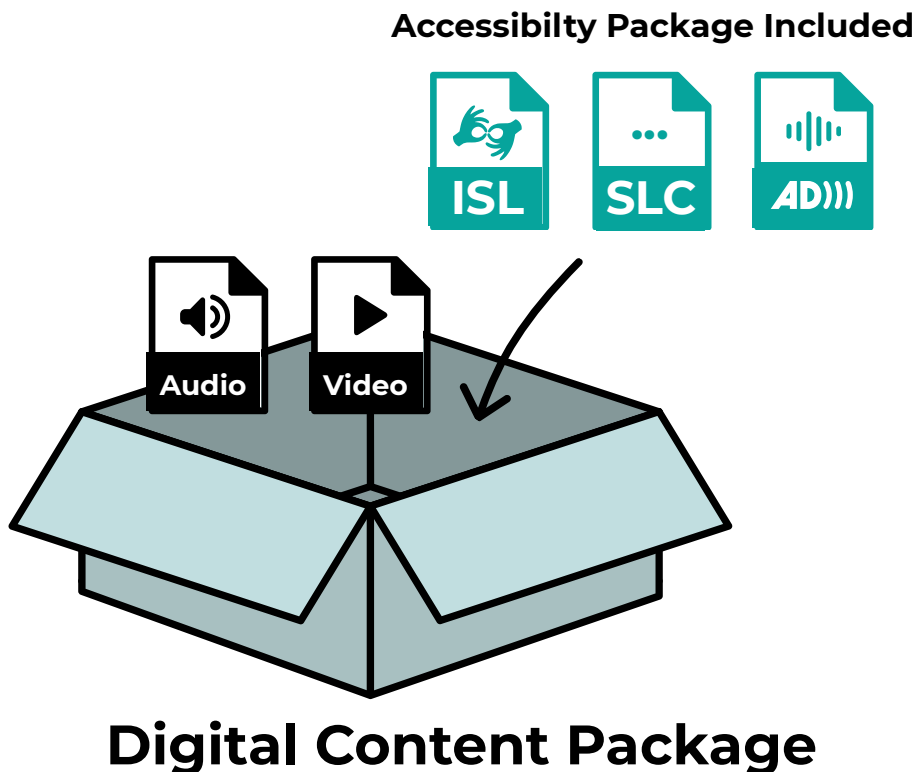 Accessibilty Package Included
ISL
SLC
AD)))
Audio
Video
Digital Content Package